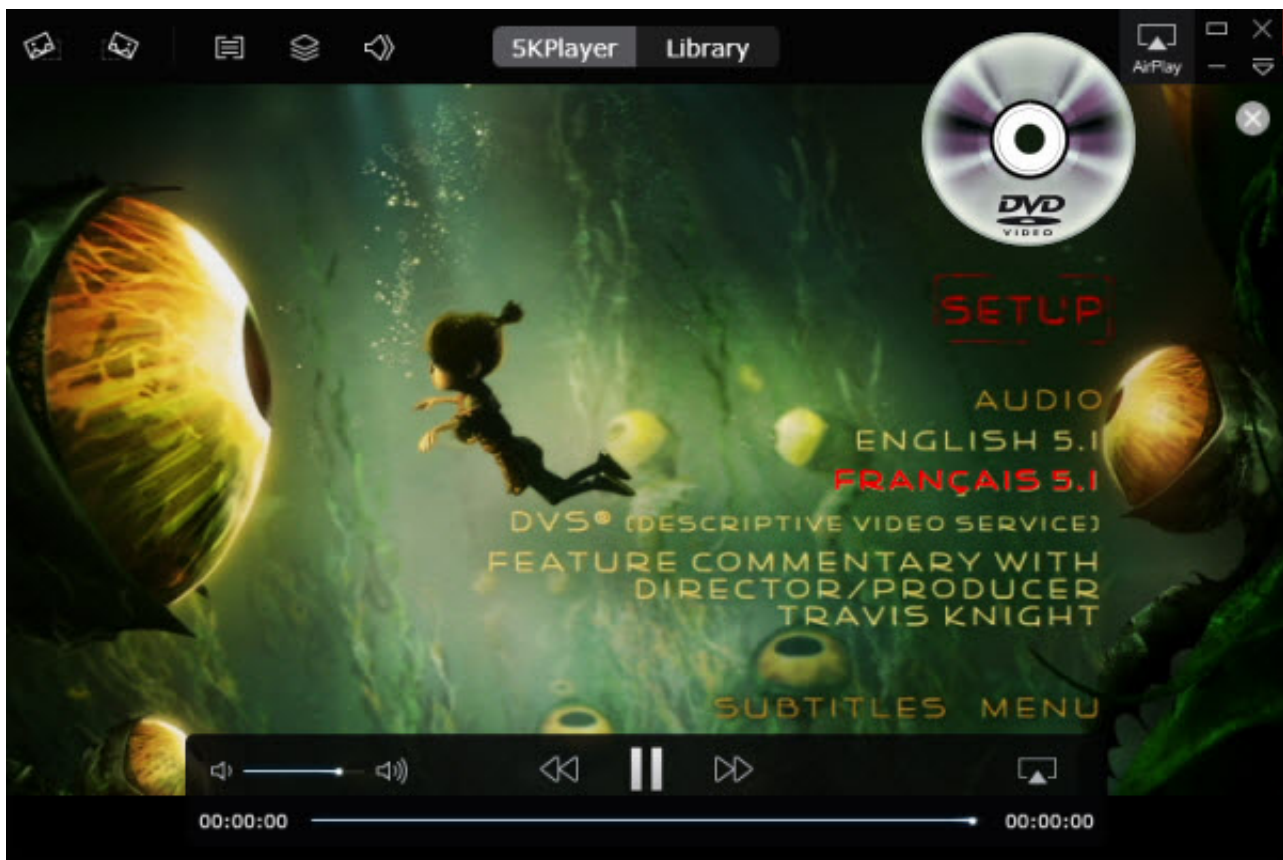 5KPlayer Library
AirPlay
DVD
VIDEO
SETUP
AUDIO
ENGLISH 5.1
FRANÇAIS 5.1
DVS® (DESCRIPTIVE VIDEO SERVICE)
FEATURE COMMENTARY WITH
DIRECTOR/PRODUCER
TRAVIS KNIGHT
SUBTITLES MENU
00:00:00 00:00:00